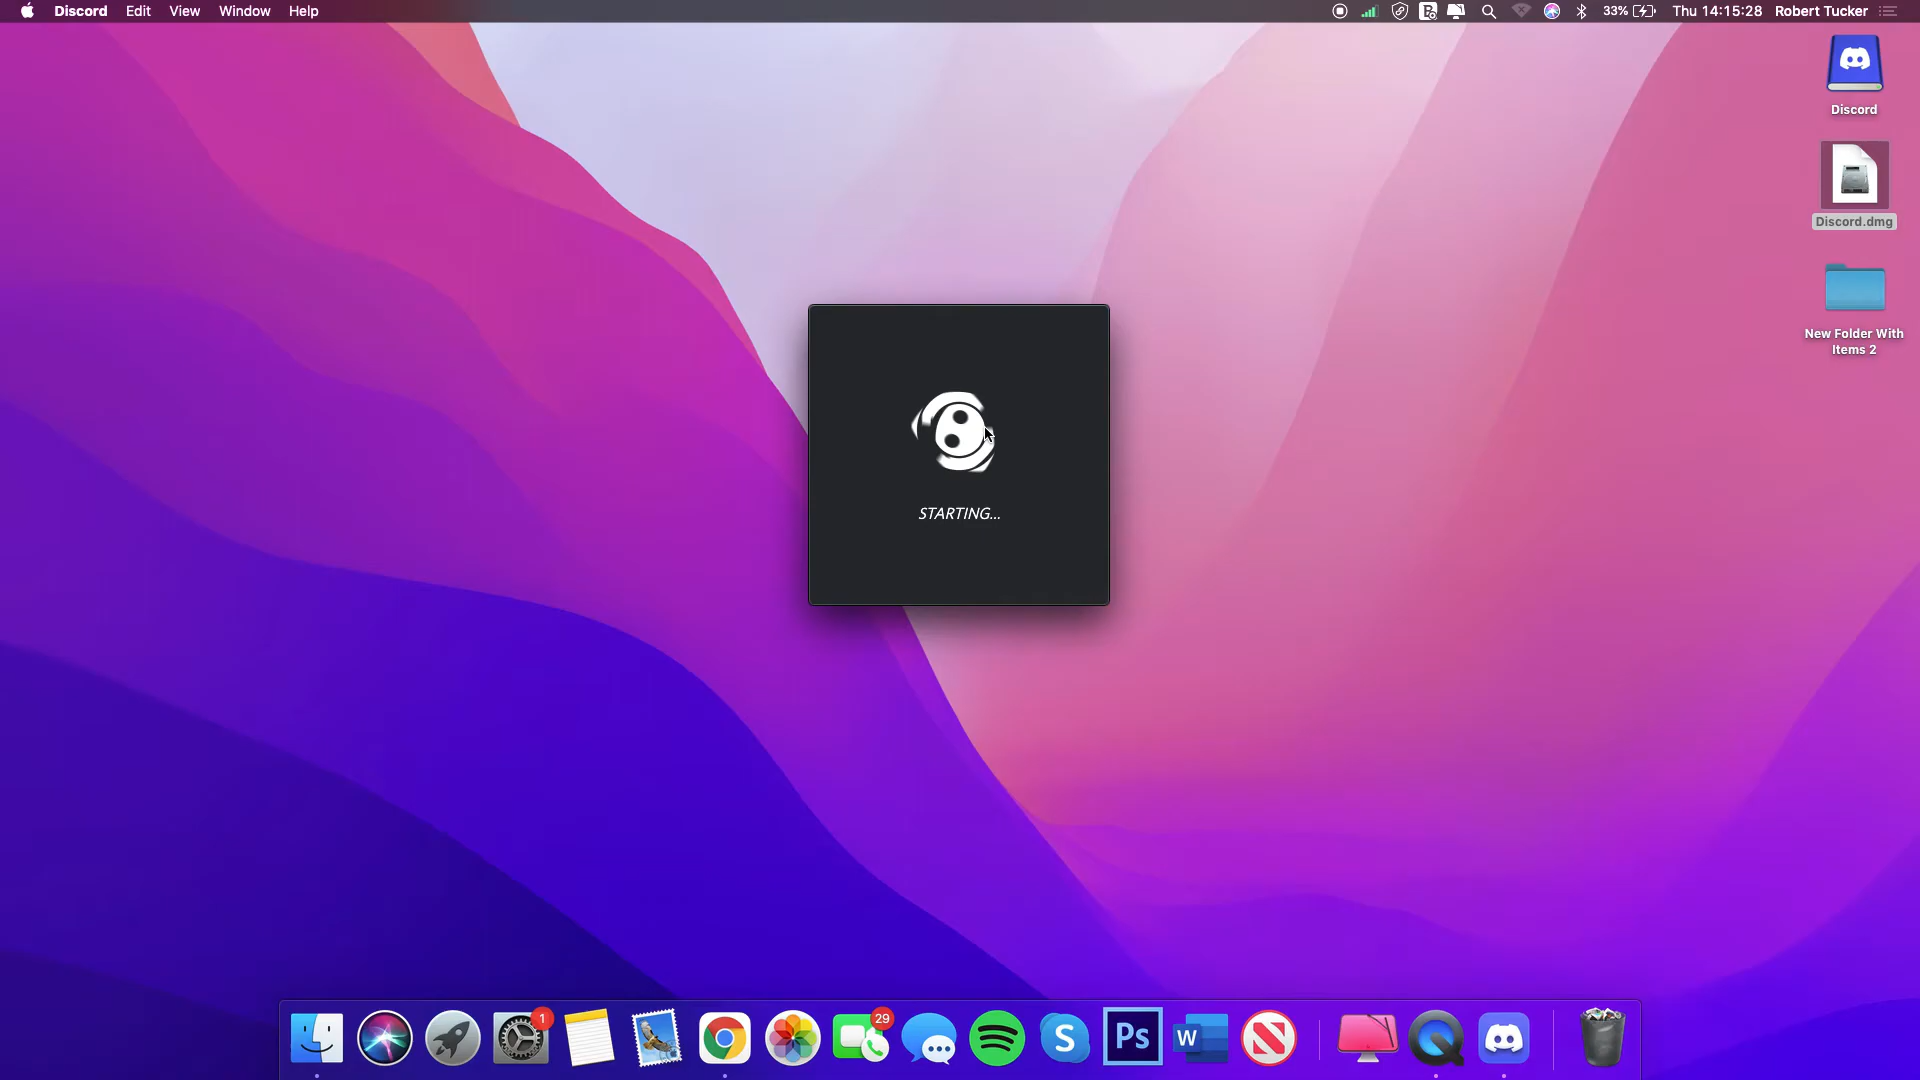 Discord Edit View Window Help 33% Thu 14:15:28 Robert Tucker
Discord
Discord.dmg
New Folder With
Items 2
STARTING...
1
29
S
Ps
W